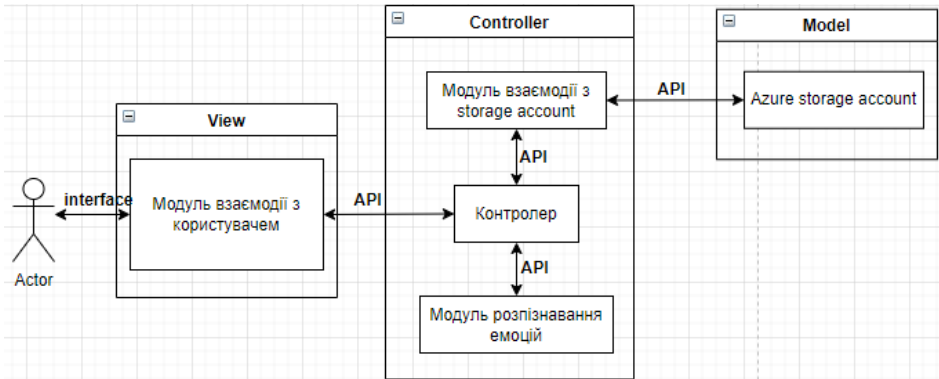 Controller
Model
Модуль взаємодії з
storage account
API
Azure storage account
View
API
interface
Модуль взаємодії з
користувачем
API
Контролер
Actor
API
Модуль розпізнавання
емоцій